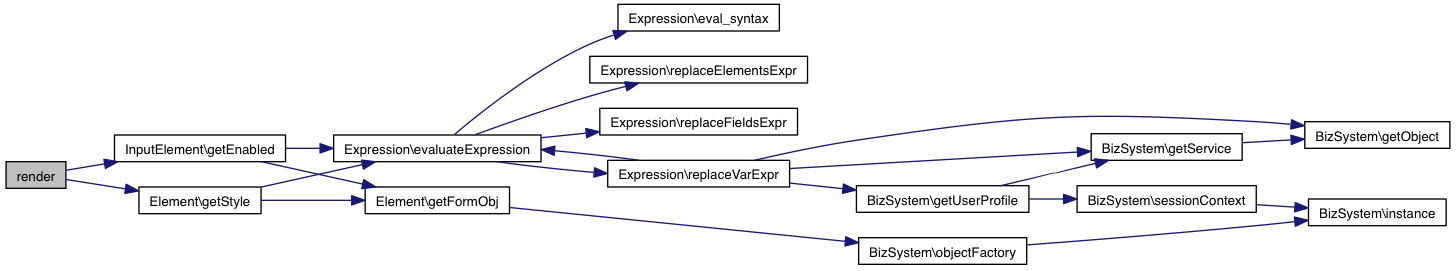 render
InputElement\getEnabled
Element\getStyle
Expression\evaluateExpression
Element\getFormObj
Expression\eval_syntax
Expression\replaceElementsExpr
Expression\replaceFieldsExpr
Expression\replaceVarExpr
BizSystem\getUserProfile
BizSystem\objectFactory
BizSystem\getService
BizSystem\sessionContext
BizSystem\getObject
BizSystem\instance